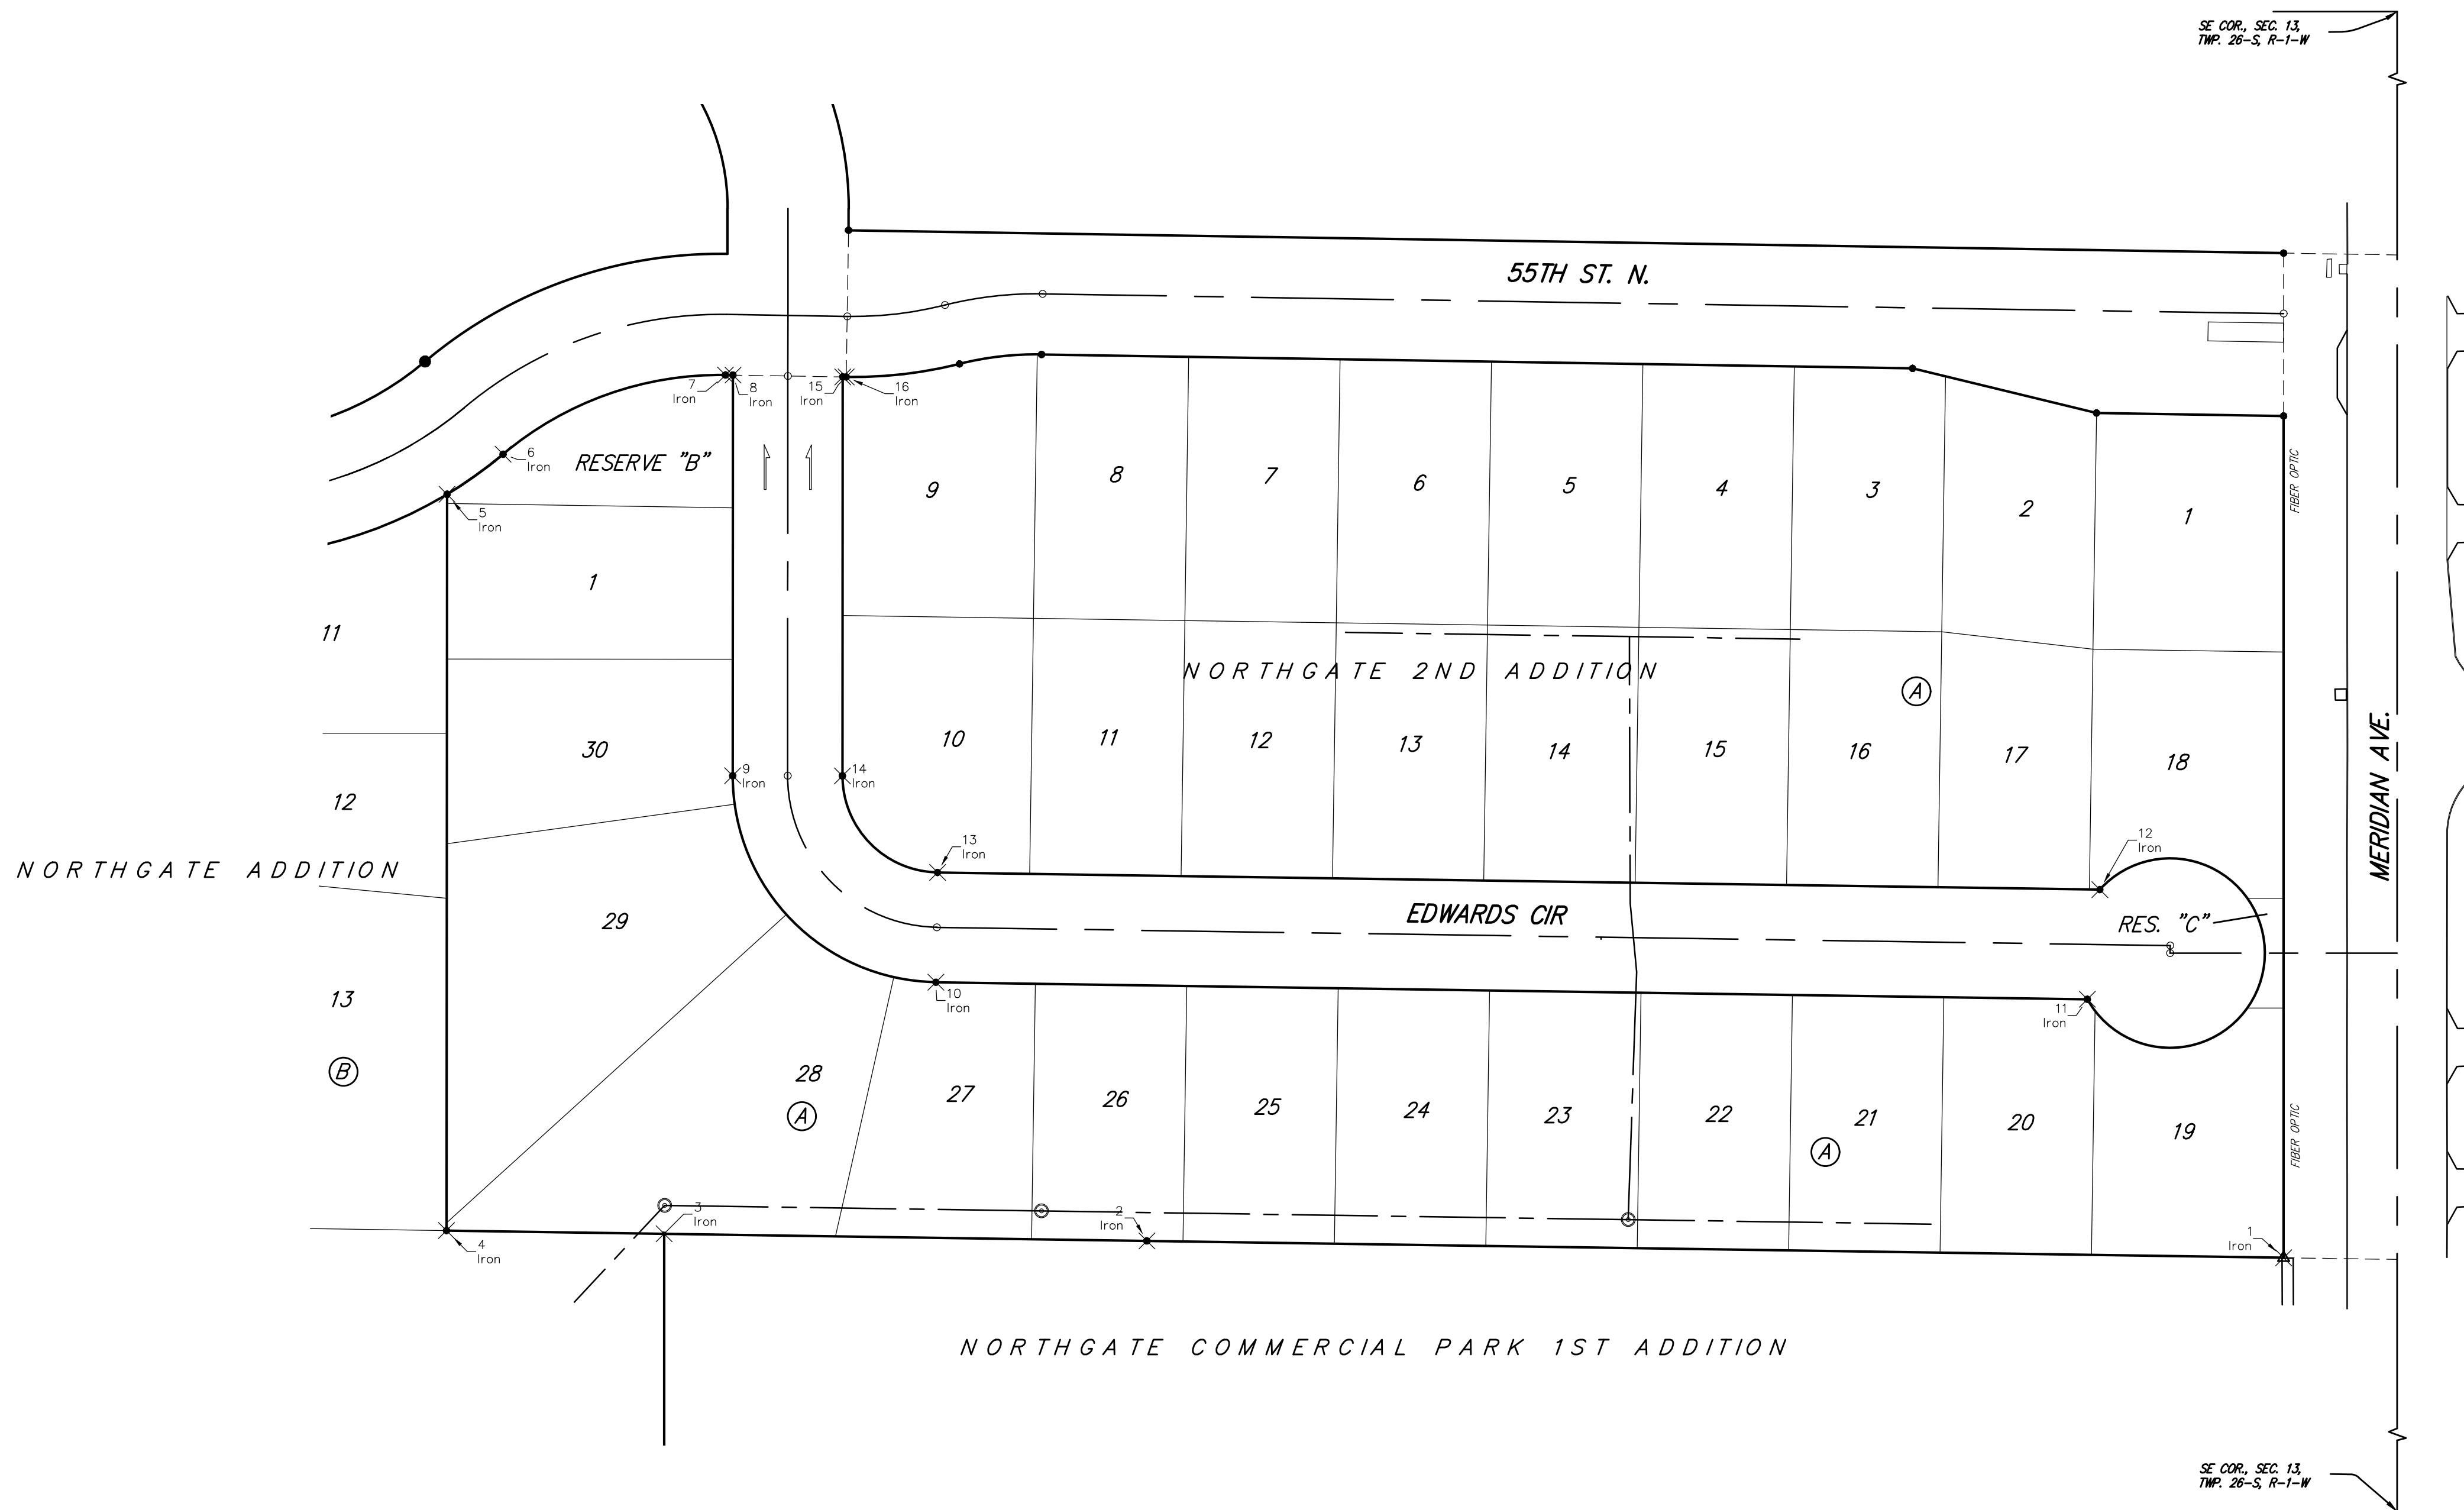 SE COR., SEC. 13,
TWP. 26-S, R-1-W
55TH ST. N.
7
Iron
8
Iron
15
Iron
16
Iron
6
Iron
RESERVE "B"
5
Iron
9
8
7
6
5
4
3
2
1
FIBER OPTIC
1
11
NORTHGATE 2ND ADDITION
A
MERIDIAN AVE.
30
10
11
12
13
14
15
16
17
18
9
Iron
14
Iron
12
13
Iron
12
Iron
NORTHGATE ADDITION
29
EDWARDS CIR
RES. "C"
13
10
Iron
11
Iron
B
28
A
27
26
25
24
23
22
21
20
19
A
FIBER OPTIC
3
Iron
2
Iron
4
Iron
1
Iron
NORTHGATE COMMERCIAL PARK 1ST ADDITION
SE COR., SEC. 13,
TWP. 26-S, R-1-W